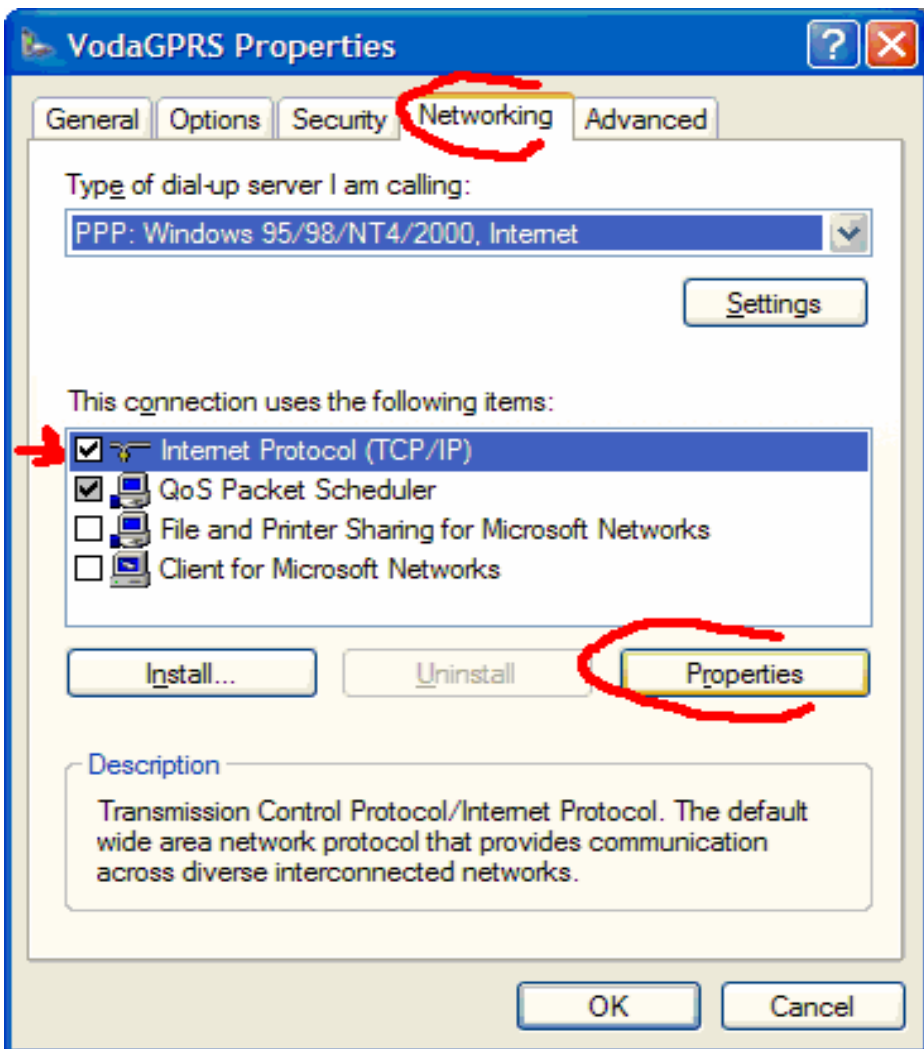 VodaGPRS Properties
General Options Security Networking Advanced
Type of dial-up server I am calling:
PPP: Windows 95/98/NT4/2000, Internet
Settings
This connection uses the following items:
Internet Protocol (TCP/IP)
QoS Packet Scheduler
File and Printer Sharing for Microsoft Networks
Client for Microsoft Networks
Install... Uninstall Properties
Description
Transmission Control Protocol/Internet Protocol. The default
wide area network protocol that provides communication
across diverse interconnected networks.
OK Cancel